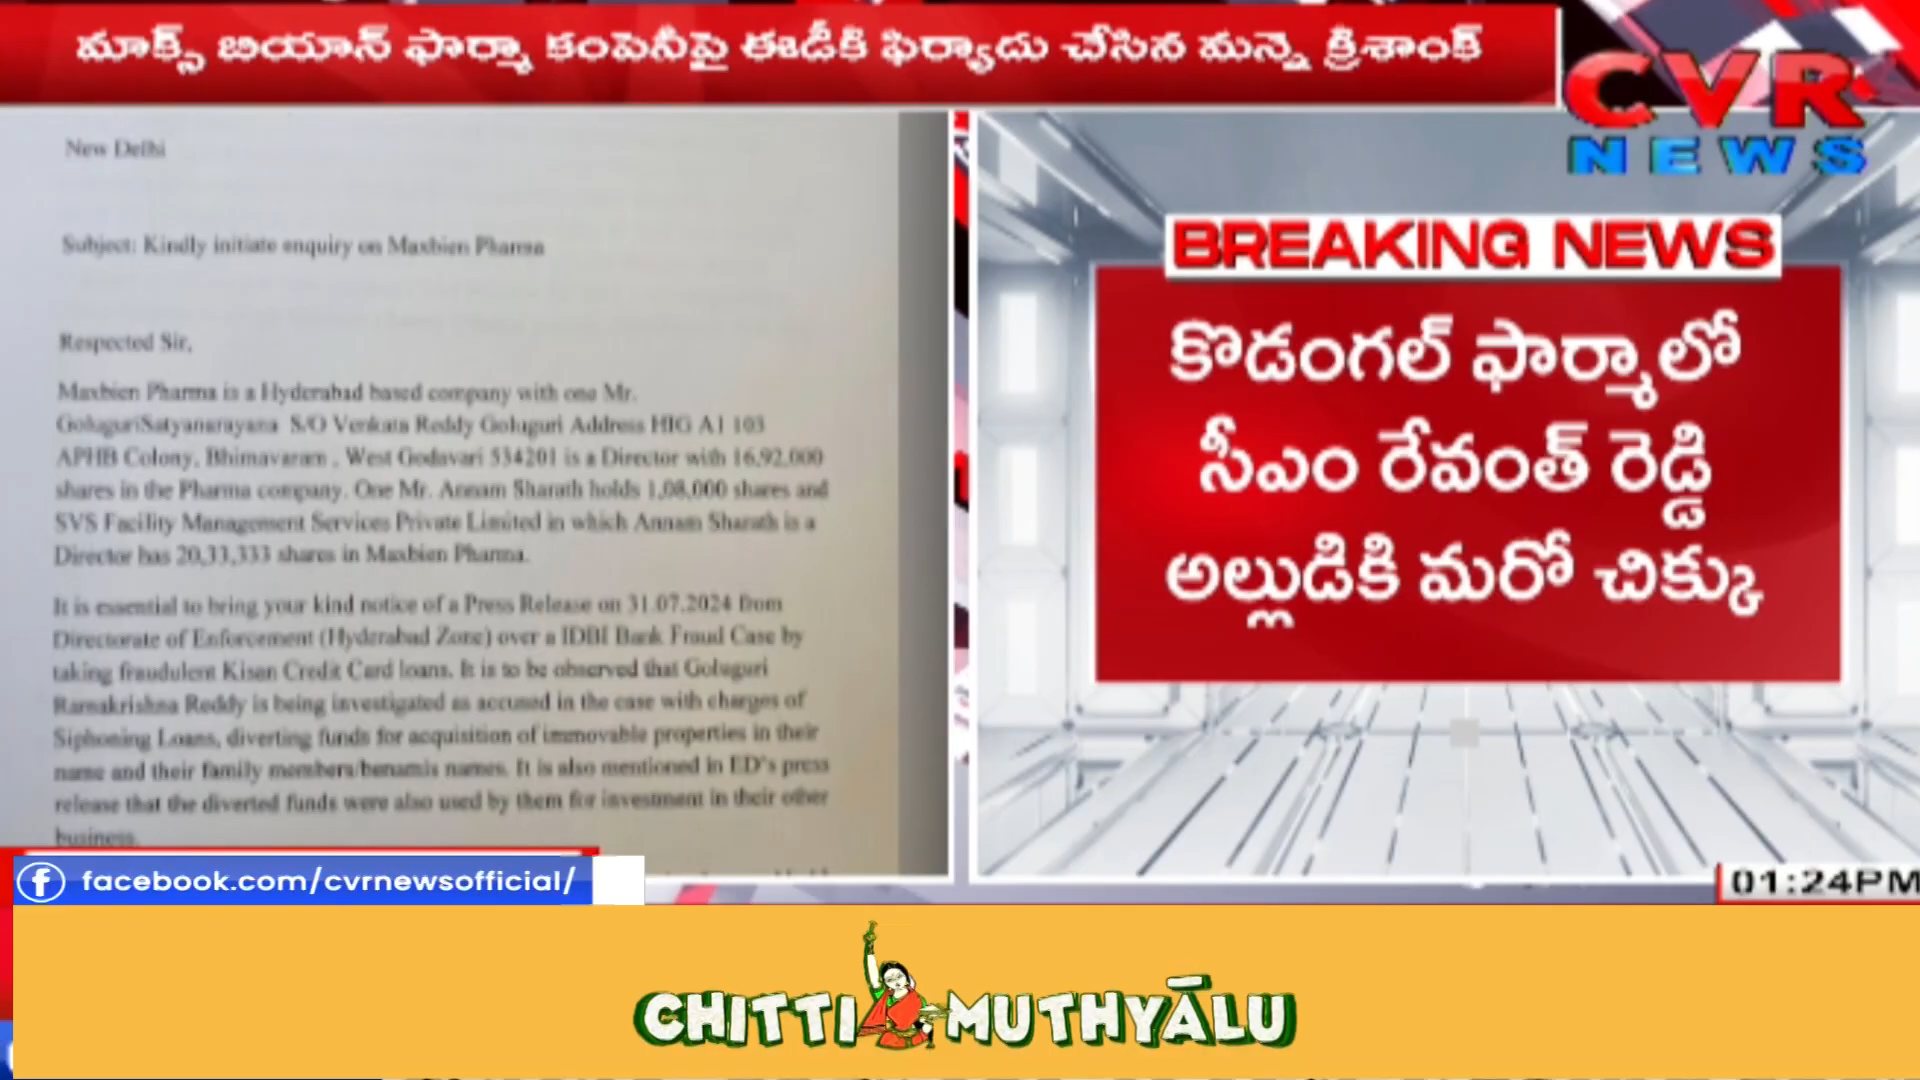 మాక్స్ బియాన్ ఫార్మా కంపెనీపై ఈడీకి ఫిర్యాదు చేసిన మన్నె క్రిశాంక్
CVR
NEWS
New Delhi
Subject: Kindly initiate enquiry on Maxbien Pharma
Respected Sir,
Maxbien Pharma is a Hyderabad based company with one Mr.
GoluguriSatyanarayana S/O Venkata Reddy Goluguri Address HIG A1 103
APHB Colony, Bhimavaram , West Godavari 534201 is a Director with 16,92,000
shares in the Pharma company. One Mr. Annam Sharath holds 1,08,000 shares and
SVS Facility Management Services Private Limited in which Annam Sharath is a
Director has 20,33,333 shares in Maxbien Pharma.
It is essential to bring your kind notice of a Press Release on 31.07.2024 from
Directorate of Enforcement (Hyderabad Zone) over a IDBI Bank Fraud Case by
taking fraudulent Kisan Credit Card loans. It is to be observed that Goluguri
Ramakrishna Reddy is being investigated as accused in the case with charges of
Siphoning Loans, diverting funds for acquisition of immovable properties in their
name and their family members/benamis names. It is also mentioned in ED's press
release that the diverted funds were also used by them for investment in their other
business.
BREAKING NEWS
కొడంగల్ ఫార్మాలో
సీఎం రేవంత్ రెడ్డి
అల్లుడికి మరో చిక్కు
facebook.com/cvrnewsofficial/
01:24PM
CHITTI MUTHYĀLU